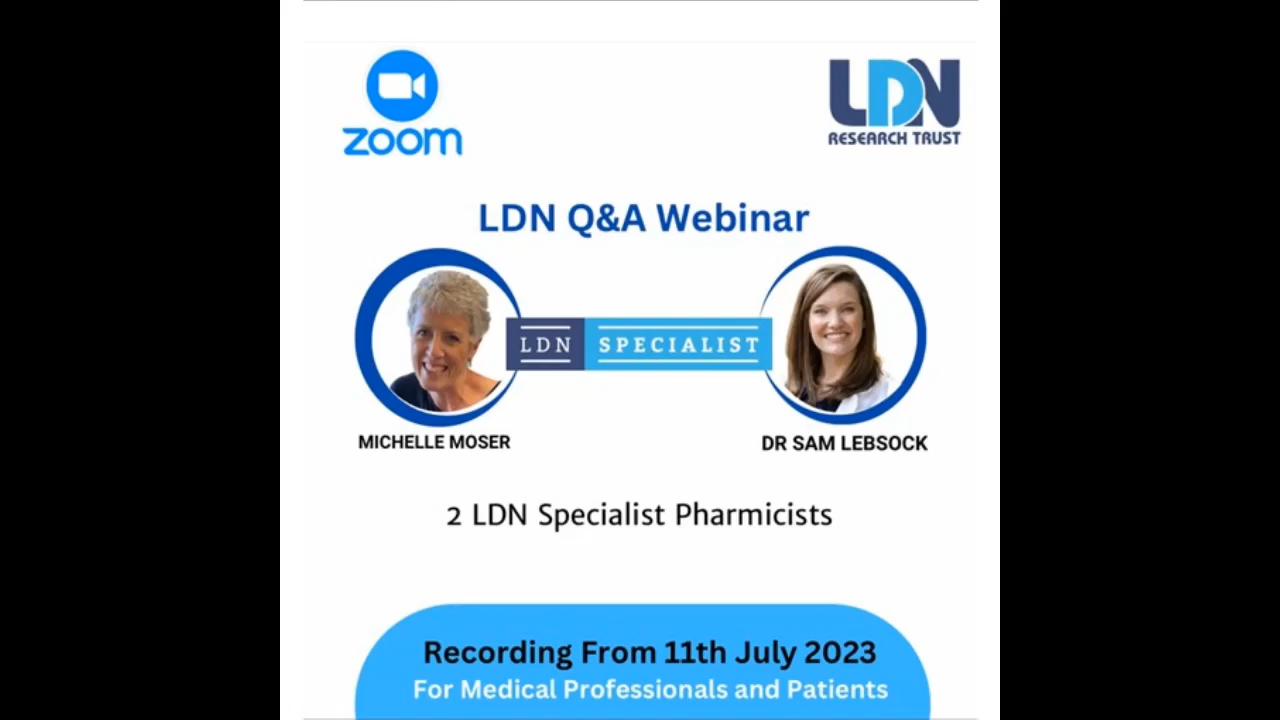 zoom
LDN
RESEARCH TRUST
LDN Q&A Webinar
LDN SPECIALIST
MICHELLE MOSER
DR SAM LEBSOCK
2 LDN Specialist Pharmicists
Recording From 11th July 2023
For Medical Professionals and Patients